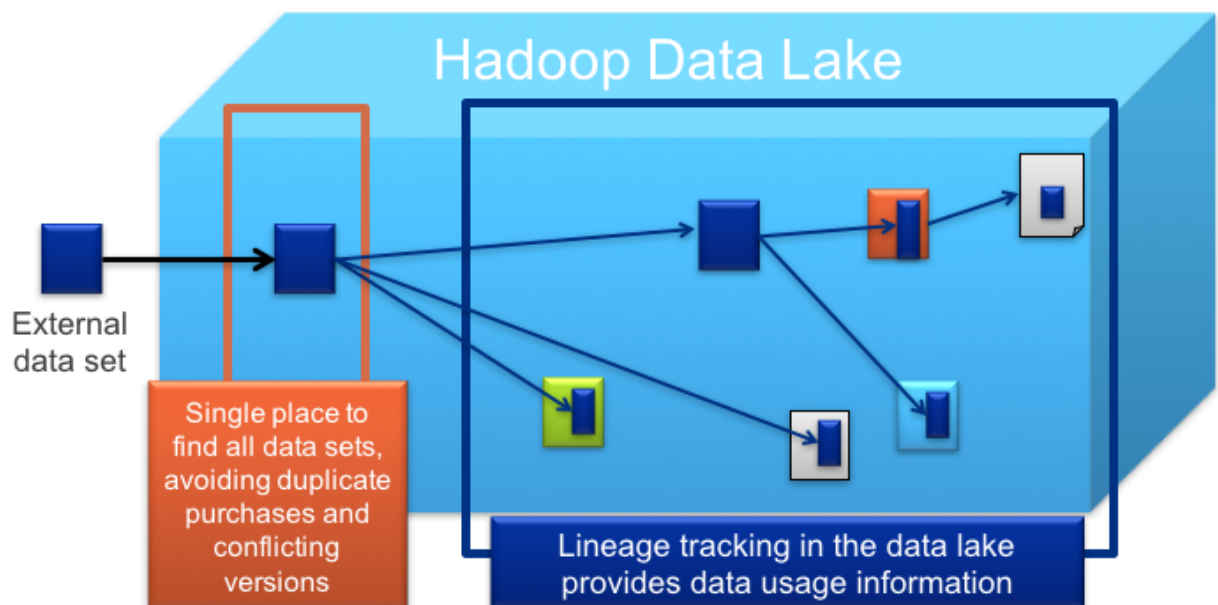 Hadoop Data Lake
External
data set
Single place to
find all data sets,
avoiding duplicate
purchases and
conflicting
versions
Lineage tracking in the data lake
provides data usage information